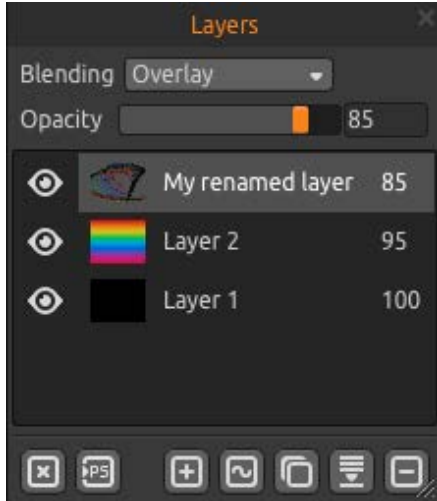 Layers
Blending Overlay
Opacity 85
My renamed layer 85
Layer 2 95
Layer 1 100
PS